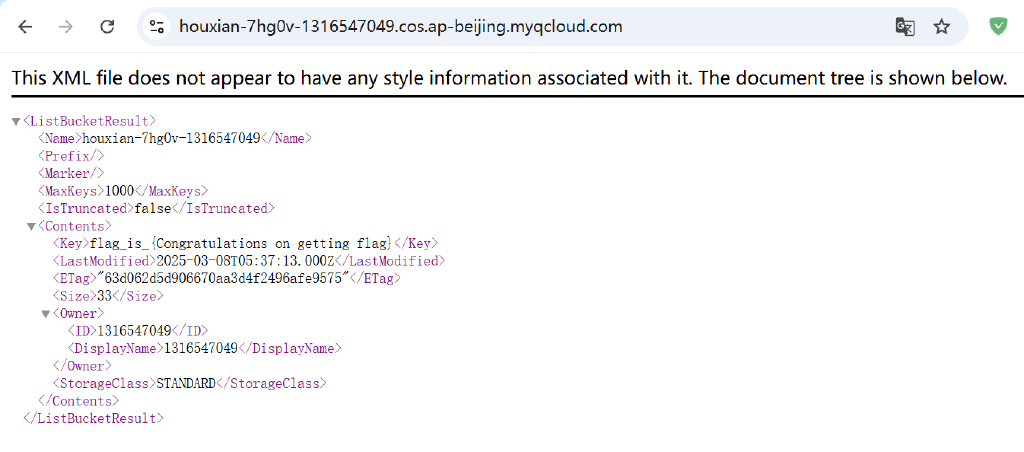 houxian-7hg0v-1316547049.cos.ap-beijing.myqcloud.com
This XML file does not appear to have any style information associated with it. The document tree is shown below.
▼<ListBucketResult>
<Name>houxian-7hg0v-1316547049</Name>
<Prefix/>
<Marker/>
<MaxKeys>1000</MaxKeys>
<IsTruncated>false</IsTruncated>
▼<Contents>
<Key>flag_is_{Congratulations on getting flag}</Key>
<LastModified>2025-03-08T05:37:13.000Z</LastModified>
<ETag>"63d062d5d906670aa3d4f2496afe9575"</ETag>
<Size>33</Size>
▼<Owner>
<ID>1316547049</ID>
<DisplayName>1316547049</DisplayName>
</Owner>
<StorageClass>STANDARD</StorageClass>
</Contents>
</ListBucketResult>